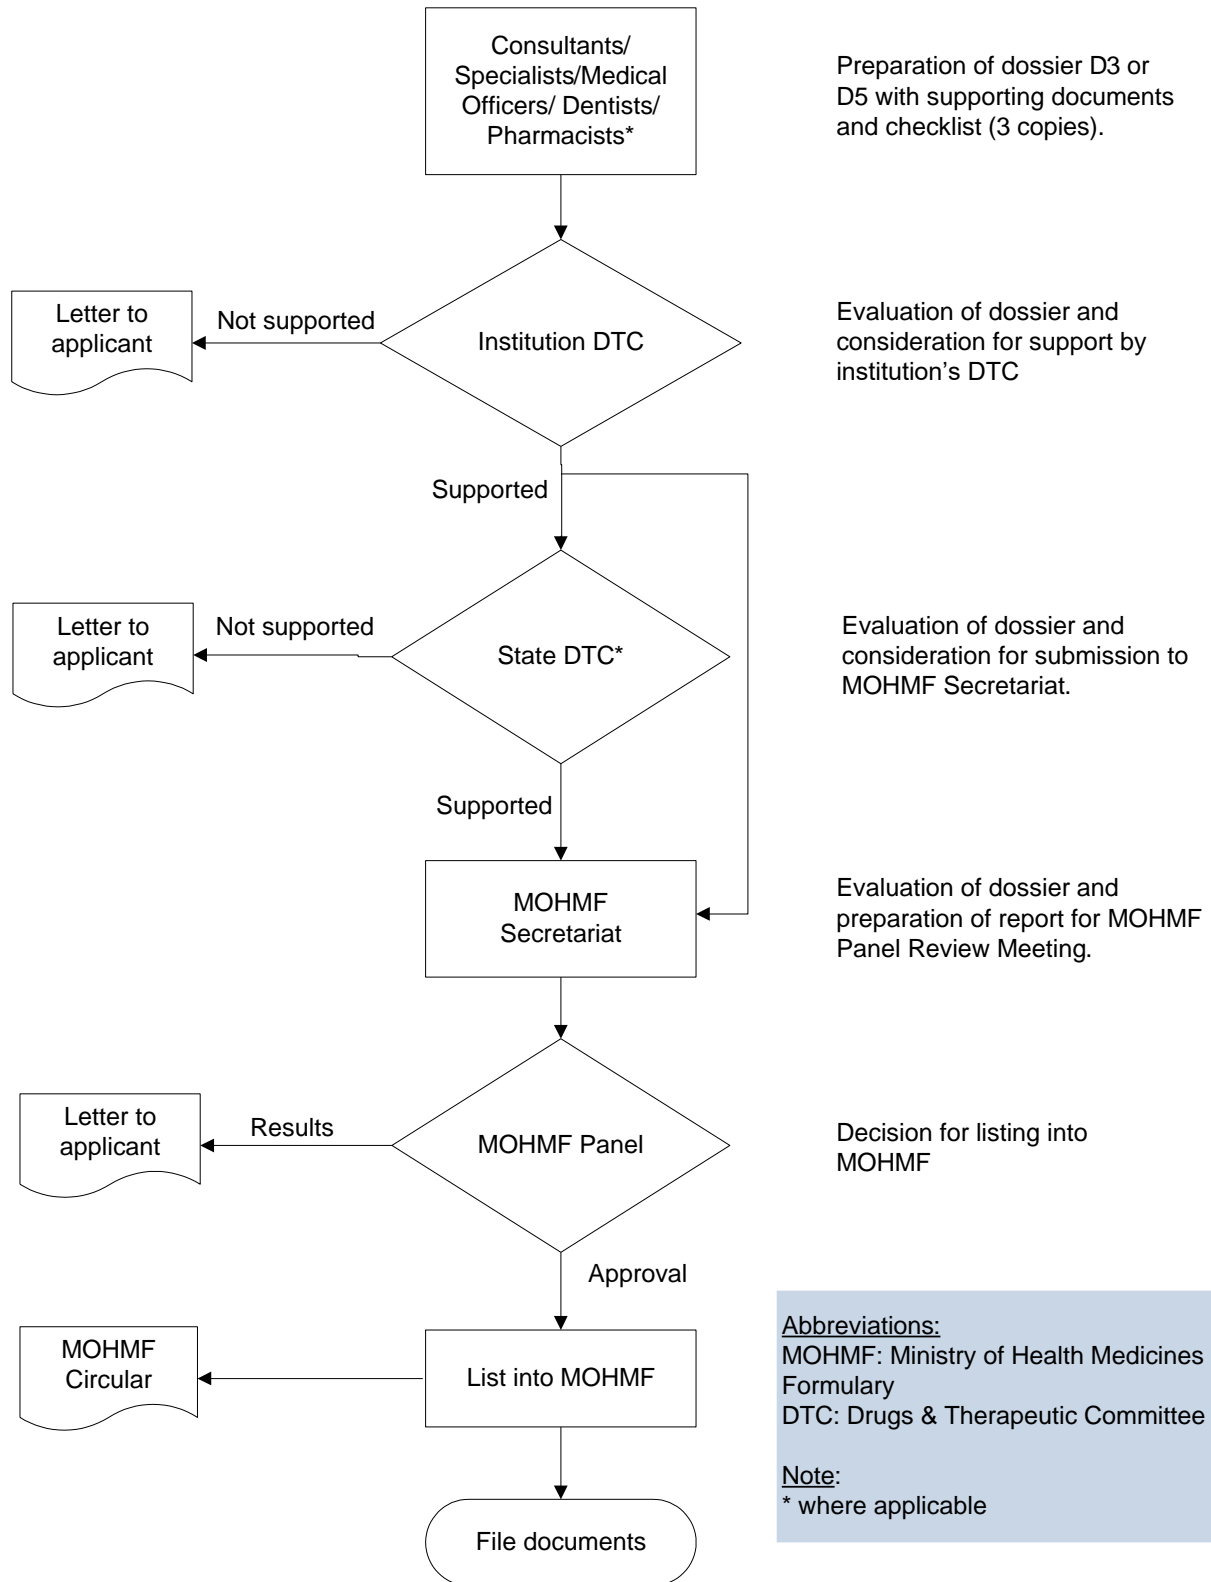 Consultants/
Specialists/Medical
Officers/ Dentists/
Pharmacists*
Preparation of dossier D3 or
D5 with supporting documents
and checklist (3 copies).
Letter to
applicant
Not supported
Institution DTC
Evaluation of dossier and
consideration for support by
institution’s DTC
Supported
Letter to
applicant
Not supported
State DTC*
Evaluation of dossier and
consideration for submission to
MOHMF Secretariat.
Supported
MOHMF
Secretariat
Evaluation of dossier and
preparation of report for MOHMF
Panel Review Meeting.
Letter to
applicant
Results
MOHMF Panel
Decision for listing into
MOHMF
Approval
MOHMF
Circular
List into MOHMF
Abbreviations:
MOHMF: Ministry of Health Medicines
Formulary
DTC: Drugs & Therapeutic Committee
Note:
* where applicable
File documents